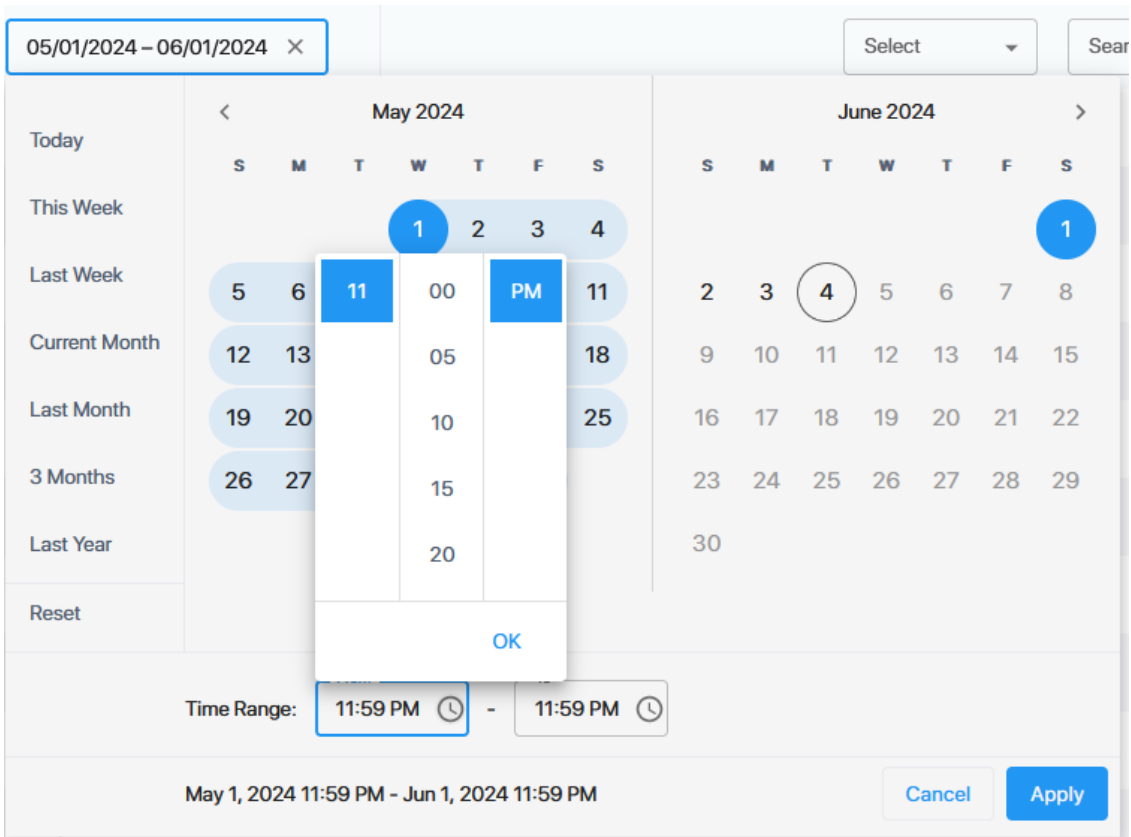 05/01/2024 – 06/01/2024 ×
Select
Sear
Today
This Week
Last Week
Current Month
Last Month
3 Months
Last Year
Reset
May 2024
S M T W T F S
1 2 3 4
5 6 11
12 13 18
19 20 25
26 27
11 00 PM
05
10
15
20
OK
June 2024
S M T W T F S
1
2 3 4 5 6 7 8
9 10 11 12 13 14 15
16 17 18 19 20 21 22
23 24 25 26 27 28 29
30
Time Range: 11:59 PM - 11:59 PM
May 1, 2024 11:59 PM - Jun 1, 2024 11:59 PM
Cancel Apply